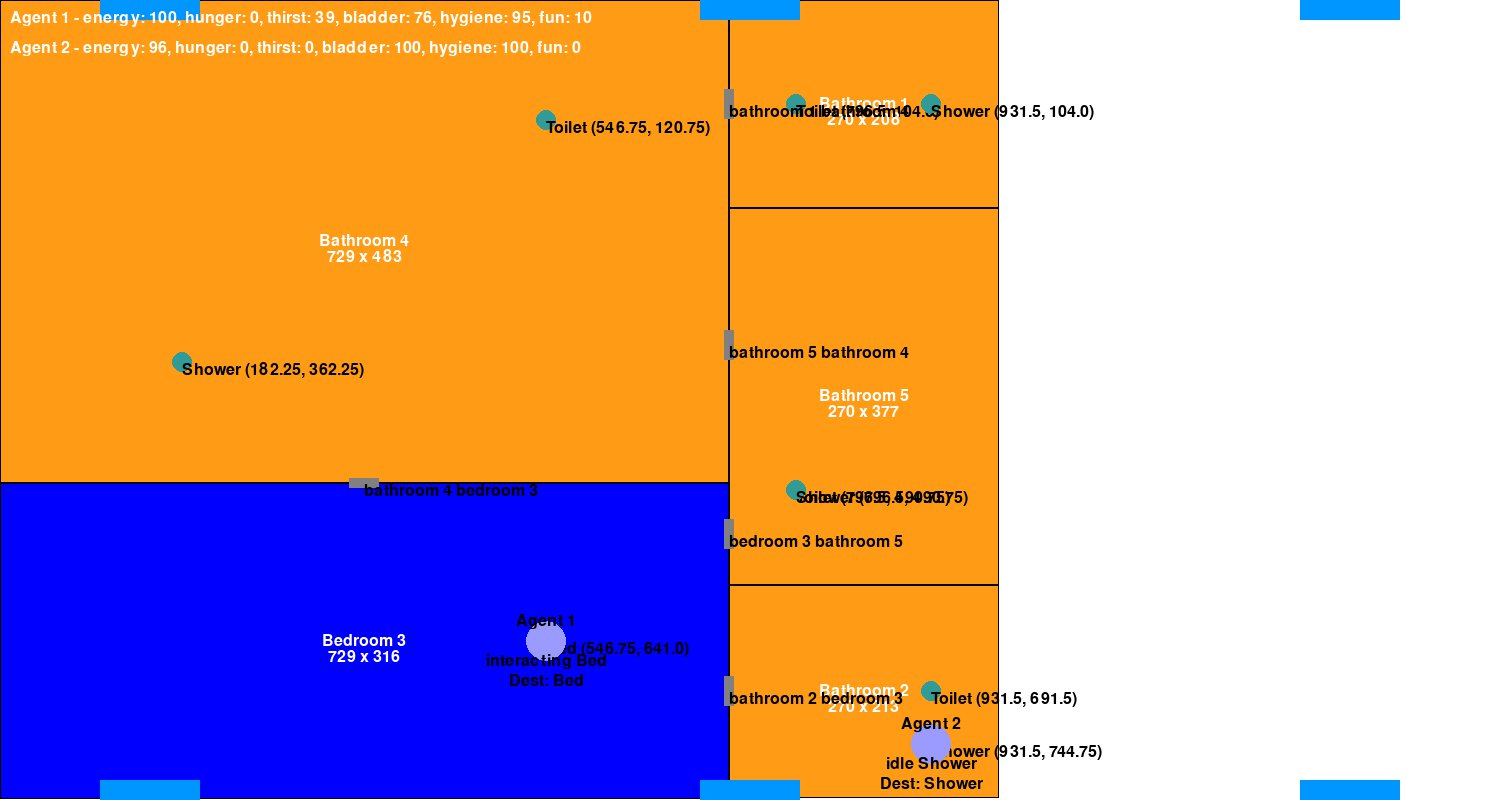 Agent 1 - energy: 100, hunger: 0, thirst: 39, bladder: 76, hygiene: 95, fun: 10
Agent 2 - energy: 96, hunger: 0, thirst: 0, bladder: 100, hygiene: 100, fun: 0
Bathroom 1
270 x 208
Shower (931.5, 104.0)
Toilet (546.75, 120.75)
Bathroom 4
729 x 483
bathroom 5 bathroom 4
Shower (182.25, 362.25)
Bathroom 5
270 x 377
bathroom 4 bedroom 3
bedroom 3 bathroom 5
Agent 1
Bedroom 3
729 x 316
(546.75, 641.0)
interacting Bed
Dest: Bed
Bathroom 2
270 x 213
bathroom 2 bedroom 3
Toilet (931.5, 691.5)
Agent 2
(931.5, 744.75)
idle Shower
Dest: Shower